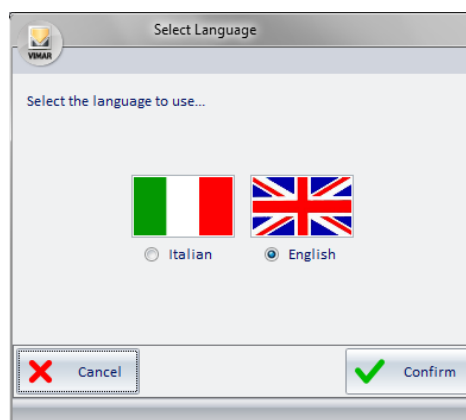 Select Language
VIMAR
Select the language to use...
Italian
English
Cancel
Confirm